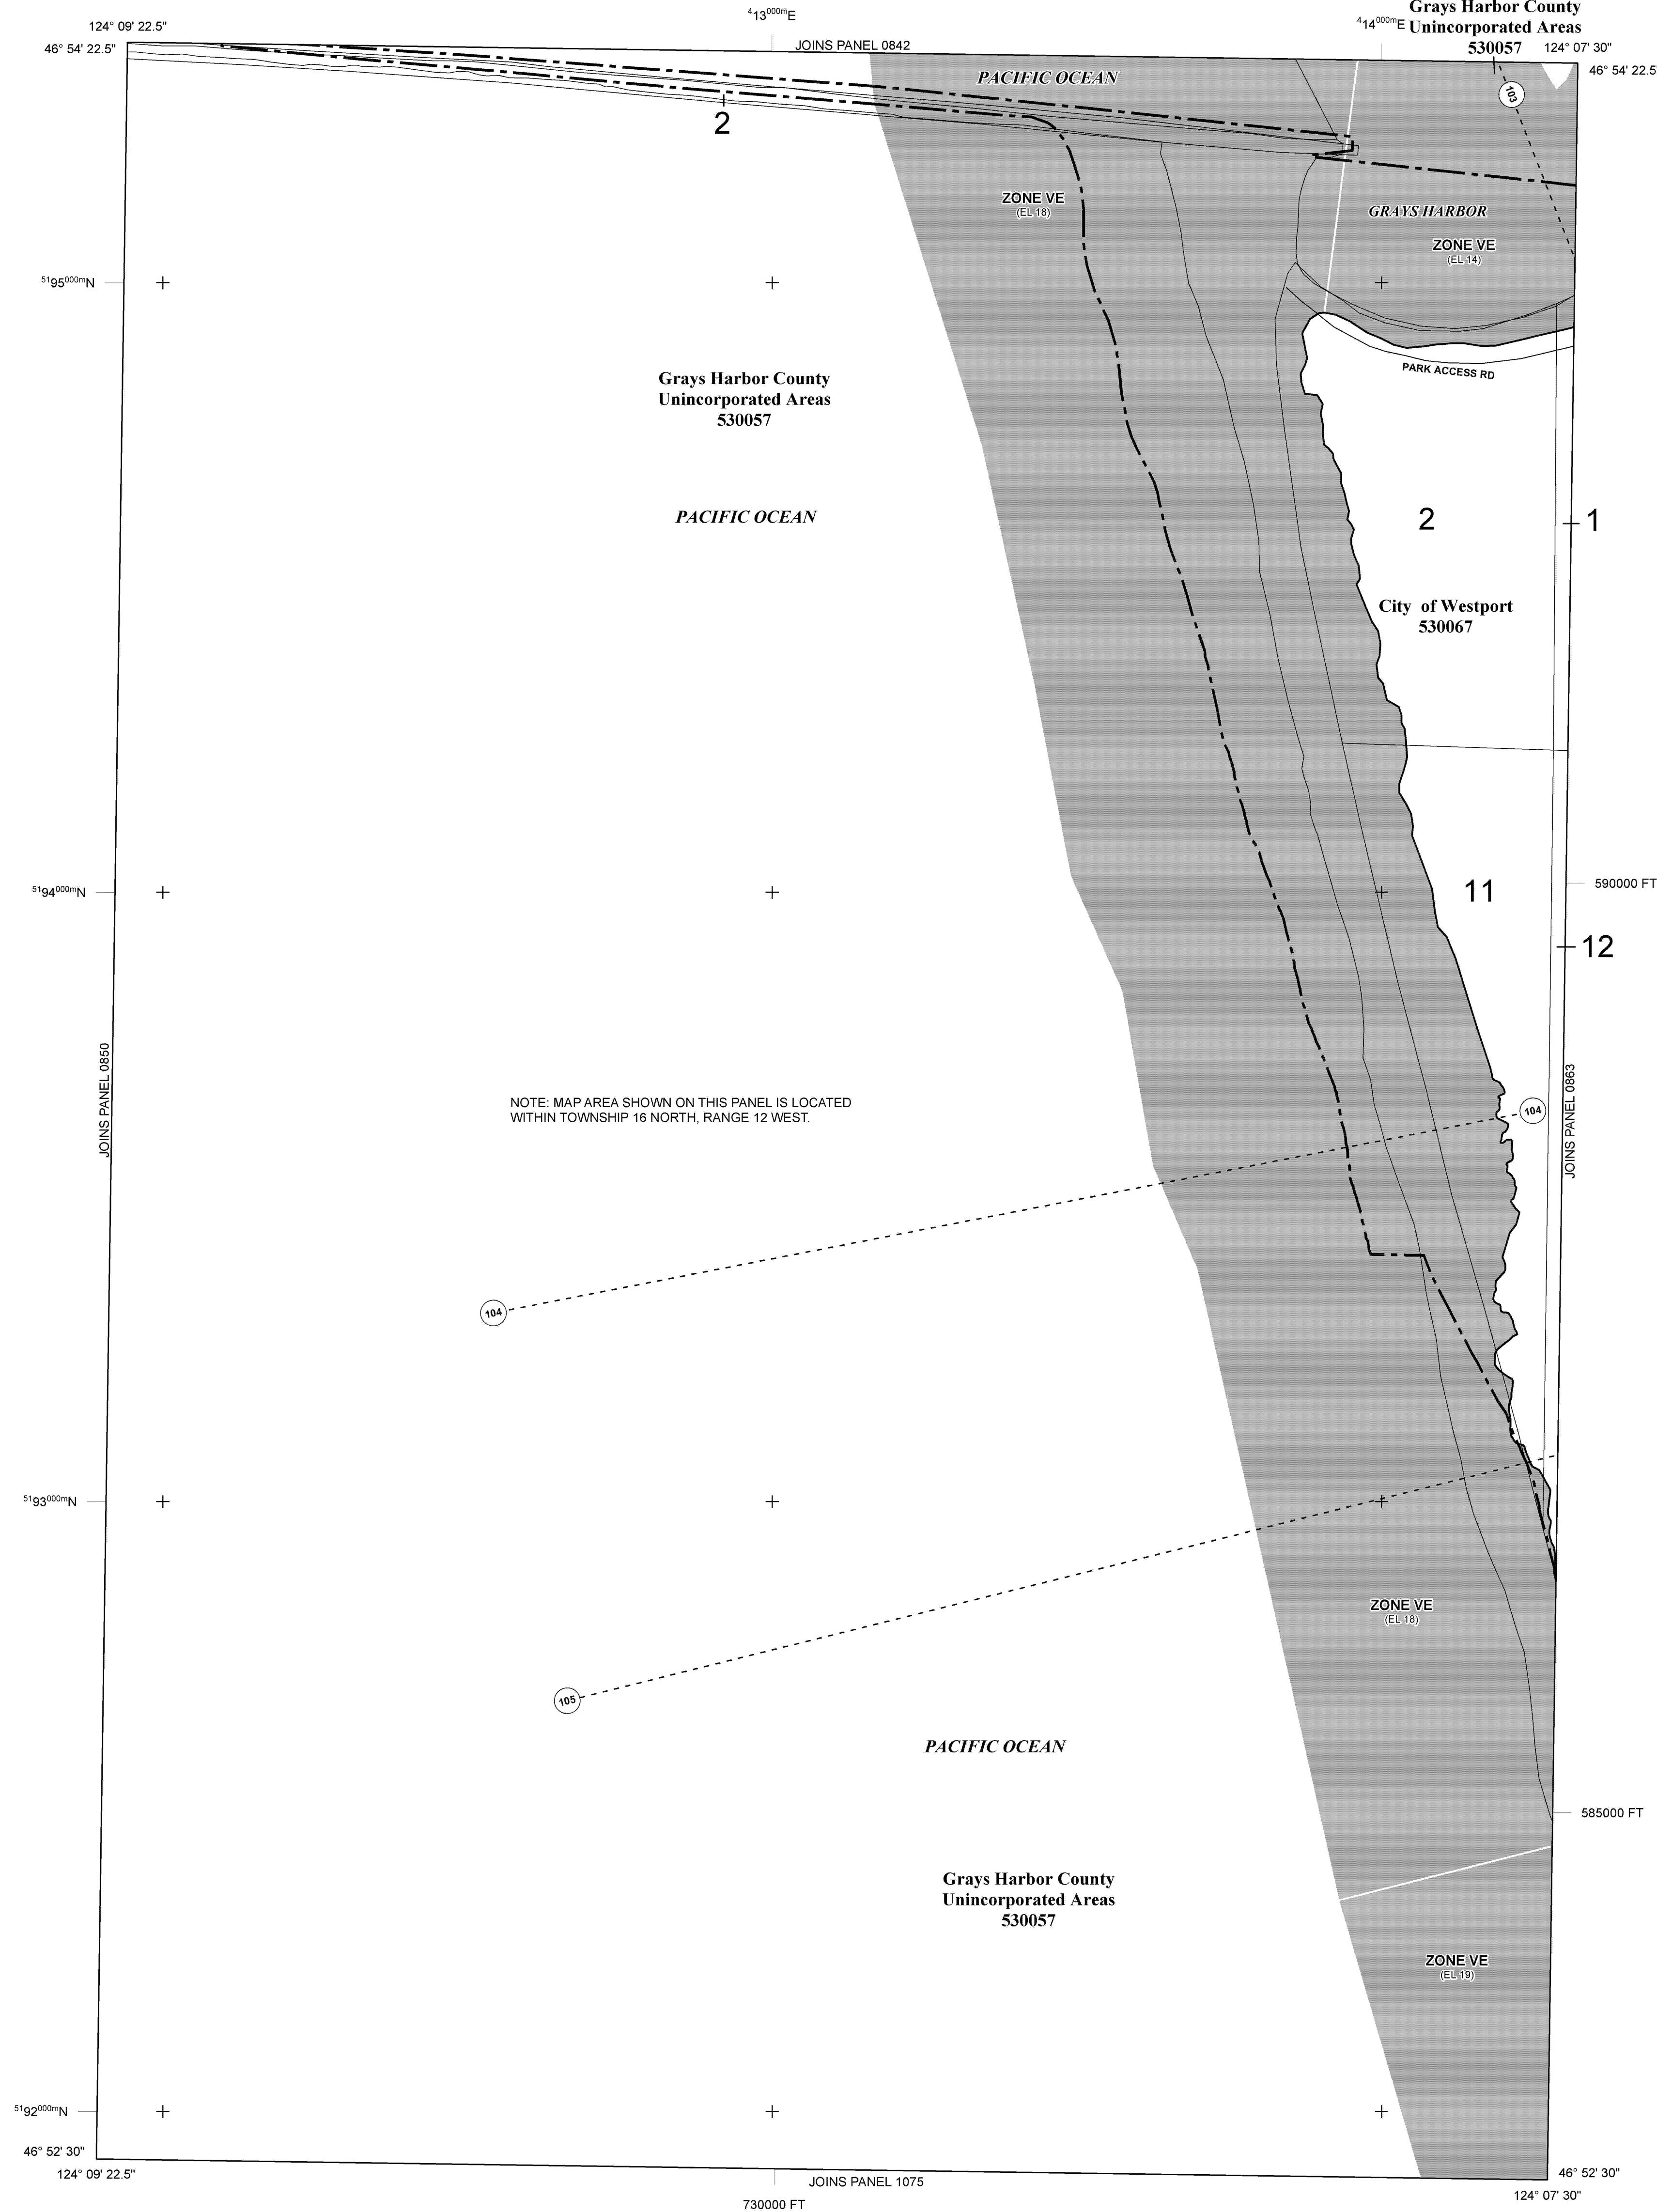 Grays Harbor County
Unincorporated Areas
530057
124° 09' 22.5"
⁴13⁰⁰⁰ᵐE
⁴14⁰⁰⁰ᵐE
124° 07' 30"
46° 54' 22.5"
JOINS PANEL 0842
46° 54' 22.5"
PACIFIC OCEAN
103
2
ZONE VE
(EL 18)
GRAYS HARBOR
ZONE VE
(EL 14)
⁵¹95⁰⁰⁰ᵐN
PARK ACCESS RD
Grays Harbor County
Unincorporated Areas
530057
PACIFIC OCEAN
2
1
City of Westport
530067
⁵¹94⁰⁰⁰ᵐN
11
590000 FT
12
JOINS PANEL 0850
JOINS PANEL 0863
NOTE: MAP AREA SHOWN ON THIS PANEL IS LOCATED
WITHIN TOWNSHIP 16 NORTH, RANGE 12 WEST.
104
104
⁵¹93⁰⁰⁰ᵐN
ZONE VE
(EL 18)
105
PACIFIC OCEAN
585000 FT
Grays Harbor County
Unincorporated Areas
530057
ZONE VE
(EL 19)
⁵¹92⁰⁰⁰ᵐN
46° 52' 30"
124° 09' 22.5"
JOINS PANEL 1075
46° 52' 30"
124° 07' 30"
730000 FT